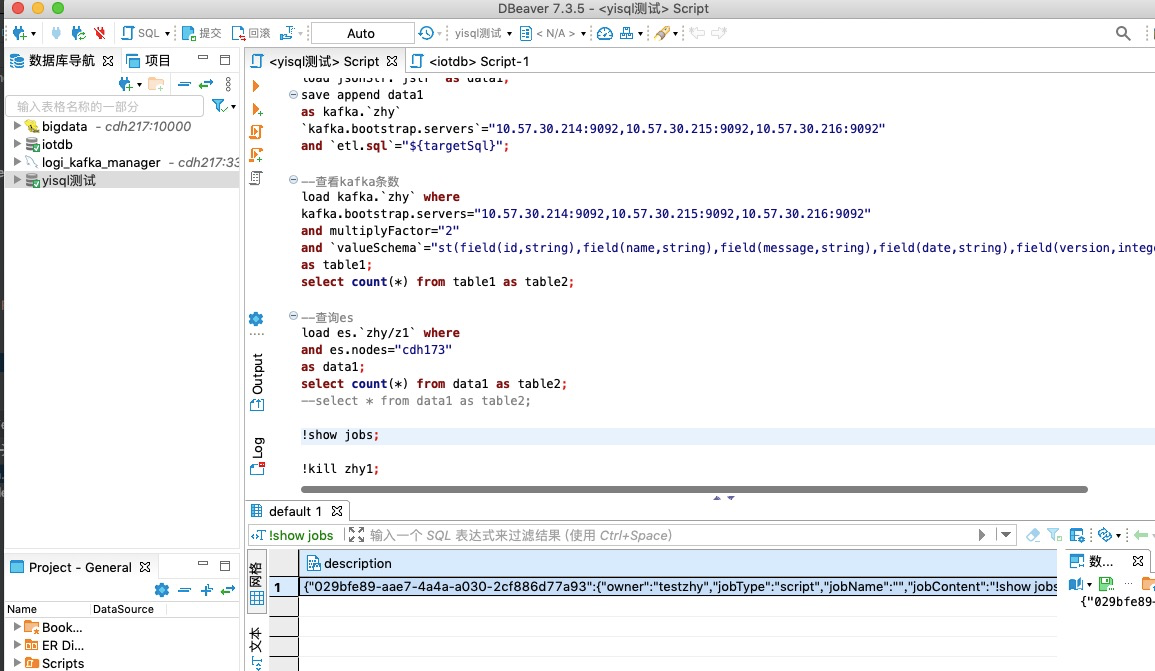 DBeaver 7.3.5 - <yisql测试> Script
SQL 提交 回滚 Auto yisql测试 < N/A >
数据库导航 项目
<yisql测试> Script <iotdb> Script-1
输入表格名称的一部分
bigdata - cdh217:10000
iotdb
logi_kafka_manager - cdh217:33
yisql测试
load jsonStr.`jstr` as data1;
save append data1
as kafka.`zhy`
`kafka.bootstrap.servers`="10.57.30.214:9092,10.57.30.215:9092,10.57.30.216:9092"
and `etl.sql`="${targetSql}";
--查看kafka条数
load kafka.`zhy` where
kafka.bootstrap.servers="10.57.30.214:9092,10.57.30.215:9092,10.57.30.216:9092"
and multiplyFactor="2"
and `valueSchema`="st(field(id,string),field(name,string),field(message,string),field(date,string),field(version,intege
as table1;
select count(*) from table1 as table2;
--查询es
load es.`zhy/z1` where
and es.nodes="cdh173"
as data1;
select count(*) from data1 as table2;
--select * from data1 as table2;
!show jobs;
!kill zhy1;
Output
Log
default 1
!show jobs 输入一个 SQL 表达式来过滤结果 (使用 Ctrl+Space)
网格
文本
description
1 {"029bfe89-aae7-4a4a-a030-2cf886d77a93":{"owner":"testzhy","jobType":"script","jobName":"","jobContent":"!show jobs
数...
{"029bfe89-
Project - General
Name DataSource
Book...
ER Di...
Scripts